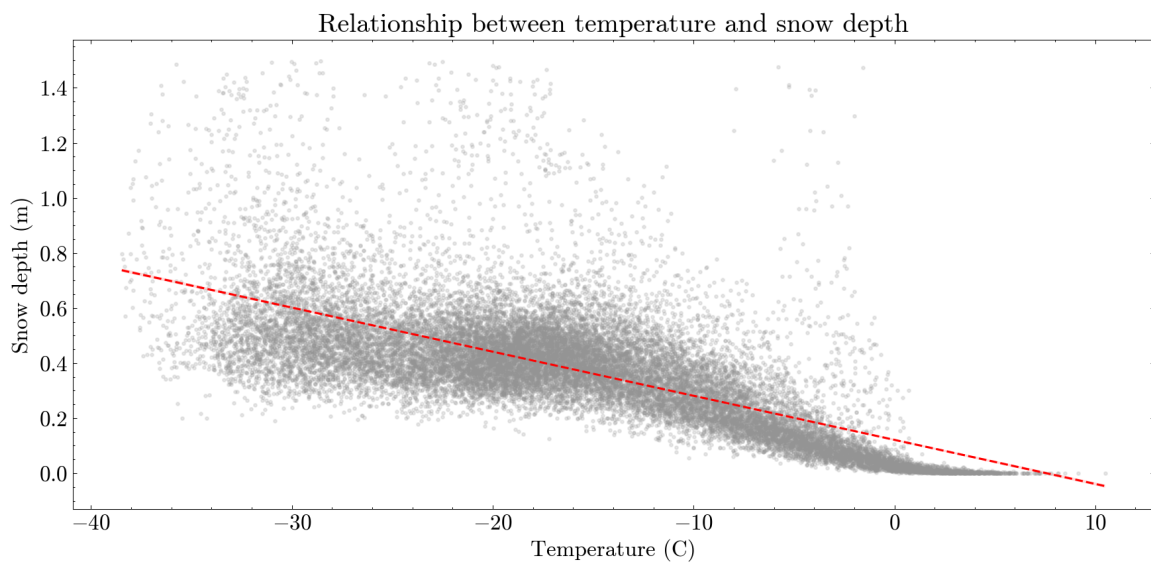 Relationship between temperature and snow depth
1.4
1.2
1.0
0.8
0.6
0.4
0.2
0.0
Snow depth (m)
−40 −30 −20 −10 0 10
Temperature (C)